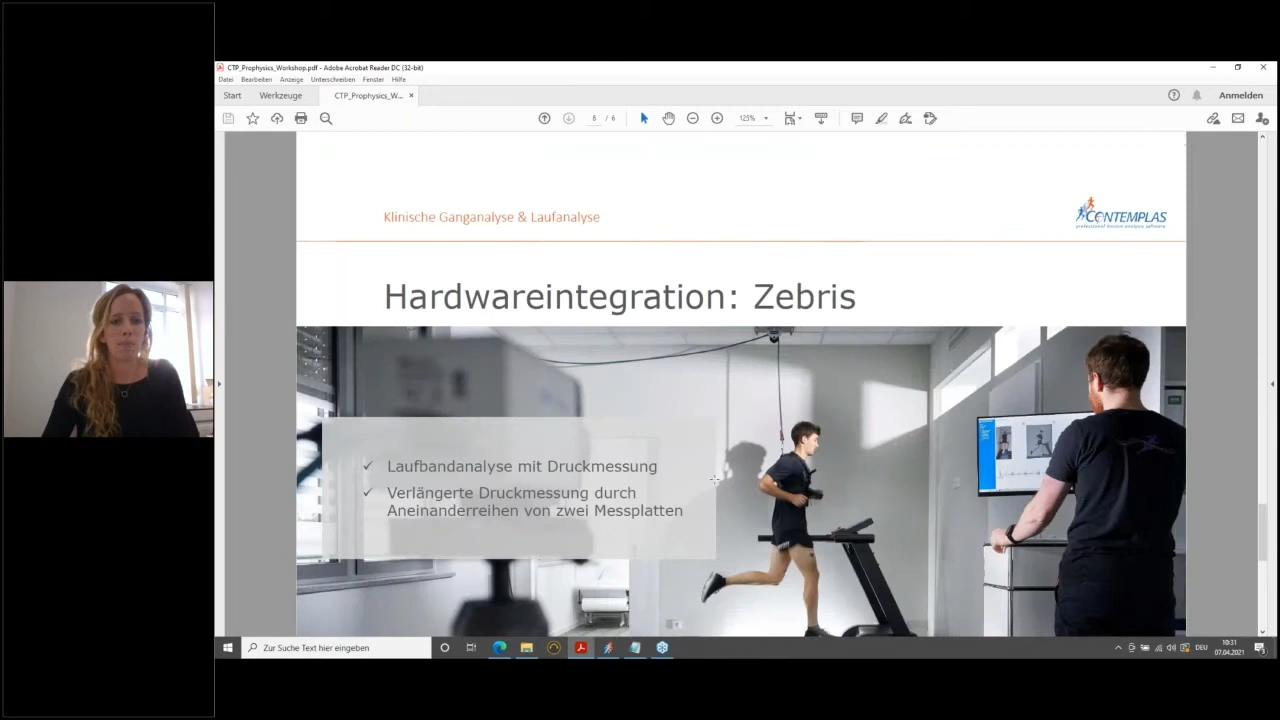 CTP_Prophysics_Workshop.pdf - Adobe Acrobat Reader DC (32-bit)
Datei Bearbeiten Anzeige Unterschreiben Fenster Hilfe
Start Werkzeuge CTP_Prophysics_W... × Anmelden
6 / 6 125%
Klinische Ganganalyse & Laufanalyse
CONTEMPLAS
professional motion analysis software
Hardwareintegration: Zebris
✓ Laufbandanalyse mit Druckmessung
✓ Verlängerte Druckmessung durch
Aneinanderreihen von zwei Messplatten
Zur Suche Text hier eingeben
DEU
10:31
07.04.2021